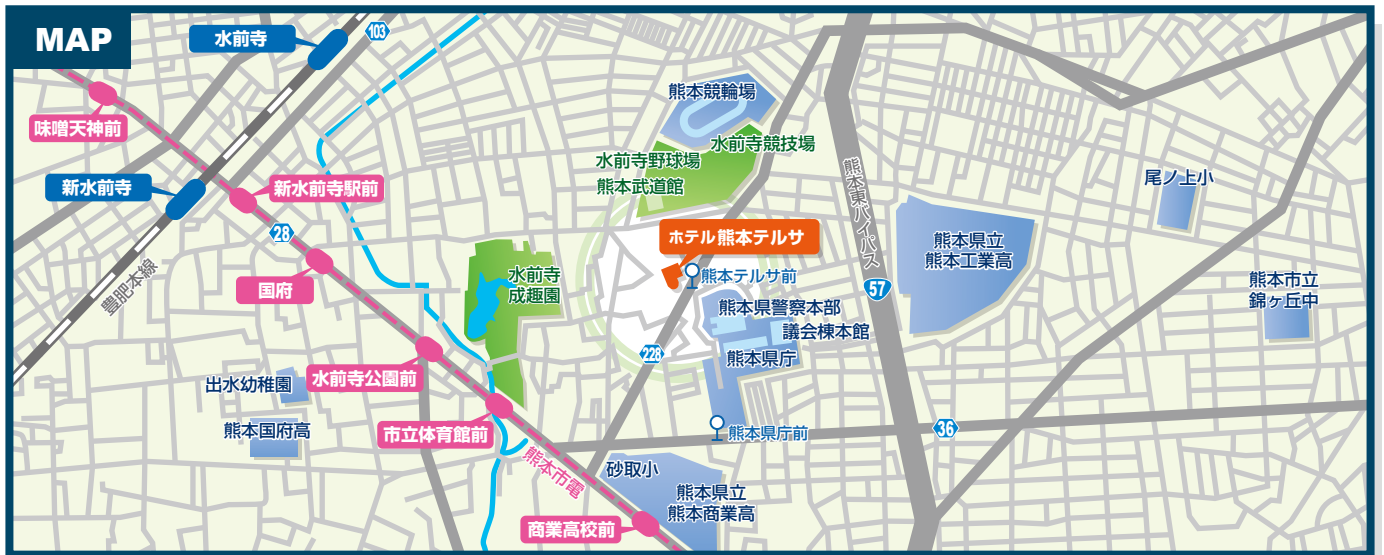 MAP
水前寺
103
味噌天神前
新水前寺
新水前寺駅前
28
国府
豊肥本線
熊本競輪場
水前寺競技場
水前寺野球場
熊本武道館
ホテル熊本テルサ
熊本テルサ前
水前寺
成趣園
熊本県警察本部
議会棟本館
熊本県庁
228
熊本東バイパス
57
熊本県立
熊本工業高
尾ノ上小
熊本市立
錦ヶ丘中
水前寺公園前
出水幼稚園
熊本国府高
市立体育館前
熊本県庁前
36
熊本市電
砂取小
熊本県立
熊本商業高
商業高校前